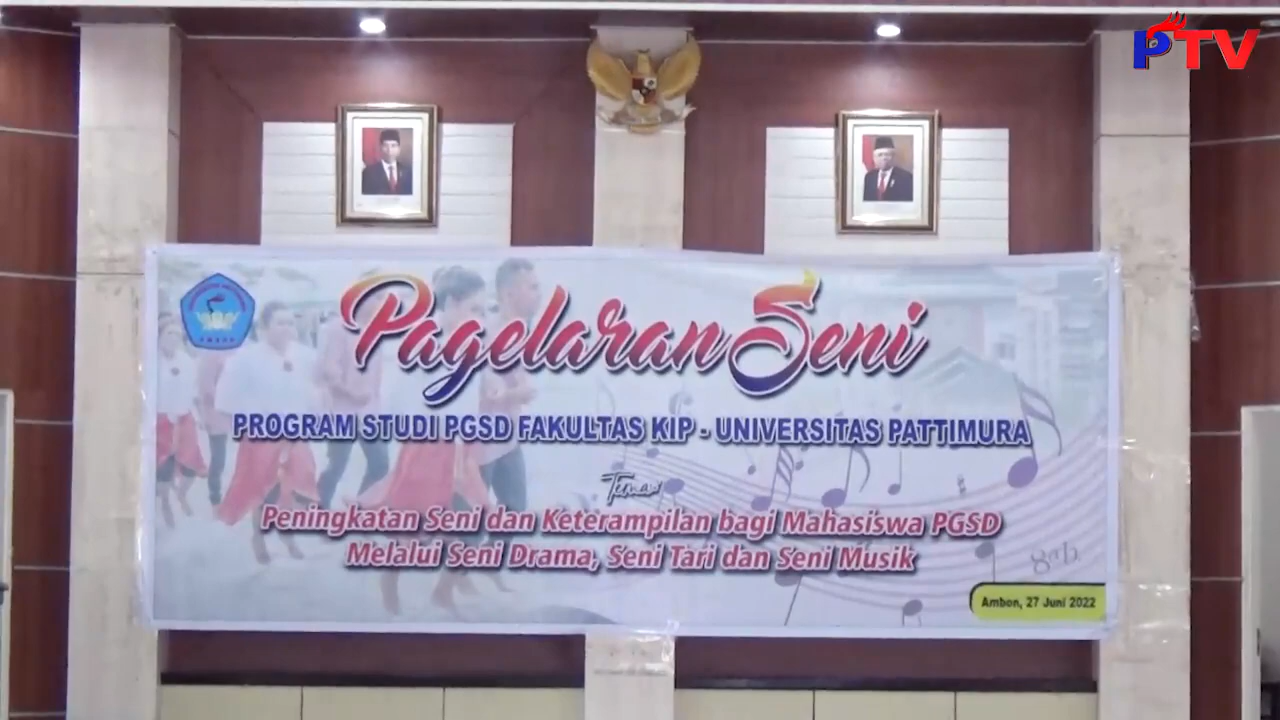 PTV
Pagelaran Seni
PROGRAM STUDI PGSD FAKULTAS KIP - UNIVERSITAS PATTIMURA
Tema:
Peningkatan Seni dan Keterampilan bagi Mahasiswa PGSD
Melalui Seni Drama, Seni Tari dan Seni Musik
Ambon, 27 Juni 2022